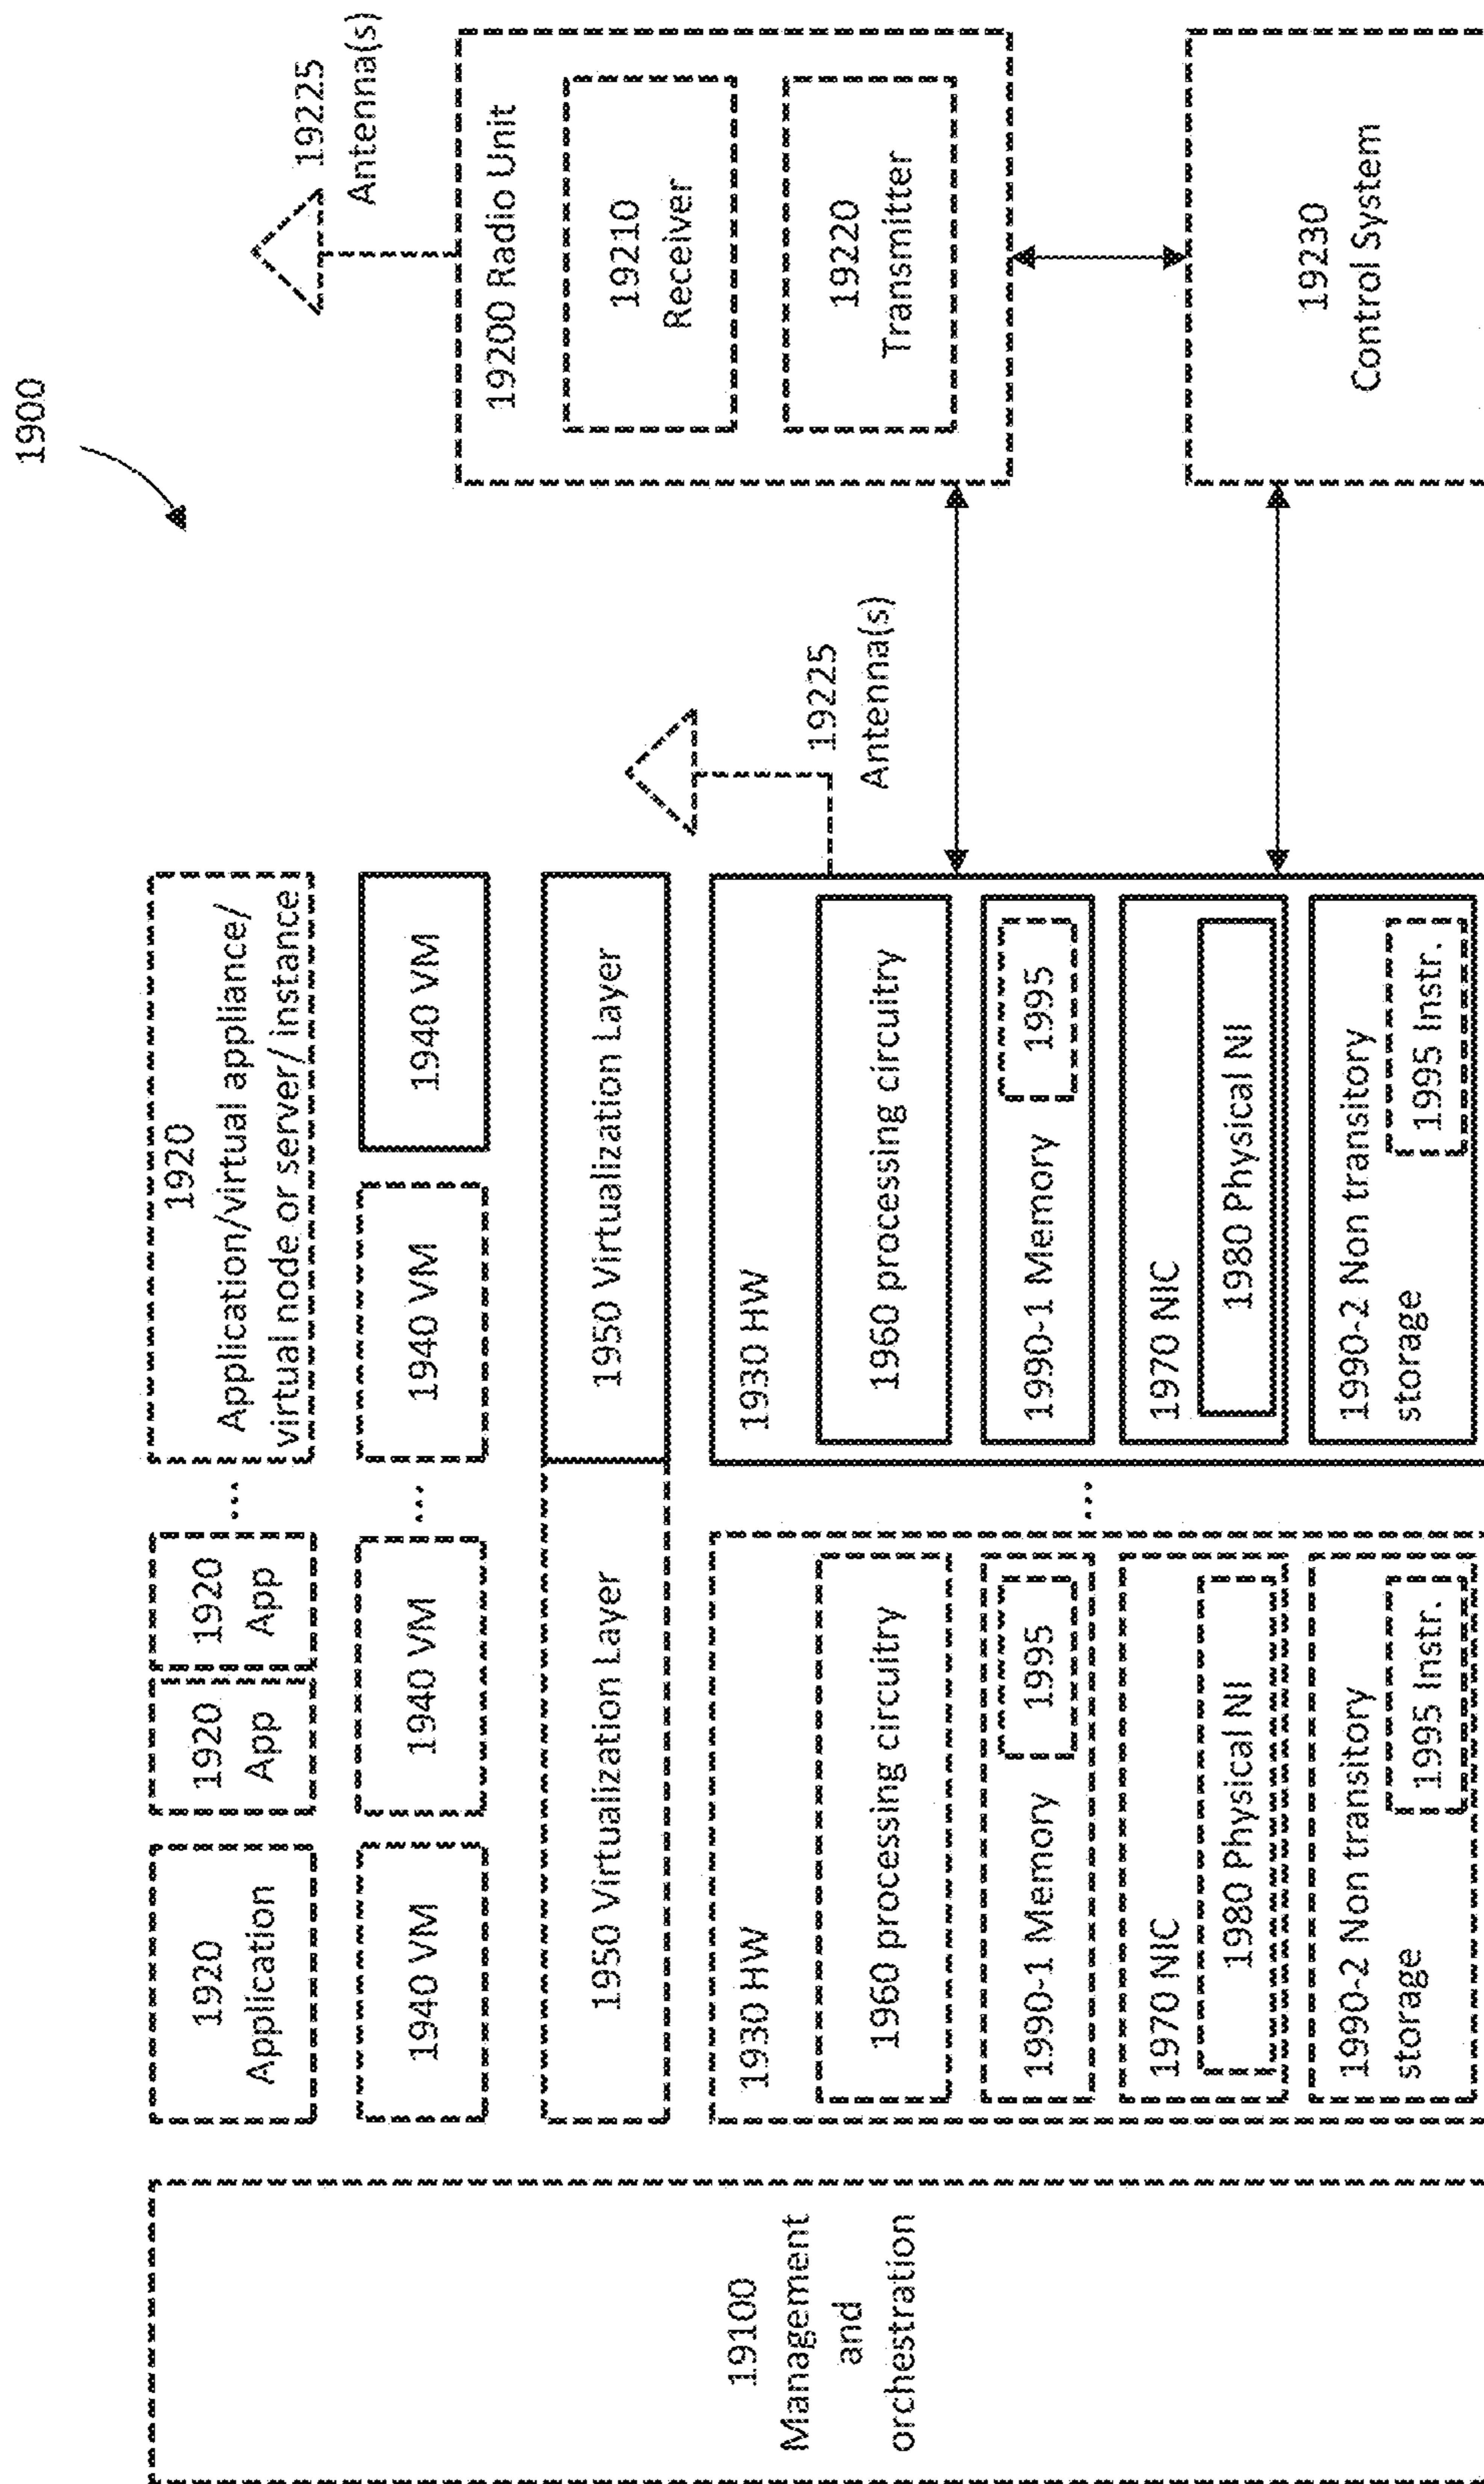 1900
19100
Management
and
orchestration
1920
Application
1920
App
1920
App
...
1920
Application/virtual appliance/
virtual node or server/ instance
1940 VM
1940 VM
...
1940 VM
1940 VM
1950 Virtualization Layer
1950 Virtualization Layer
1930 HW
1960 processing circuitry
1990-1 Memory
1995
1970 NIC
1980 Physical NI
1990-2 Non transitory
storage
1995 Instr.
...
1930 HW
1960 processing circuitry
1990-1 Memory
1995
1970 NIC
1980 Physical NI
1990-2 Non transitory
storage
1995 Instr.
19225
Antenna(s)
19225
Antenna(s)
19200 Radio Unit
19210
Receiver
19220
Transmitter
19230
Control System